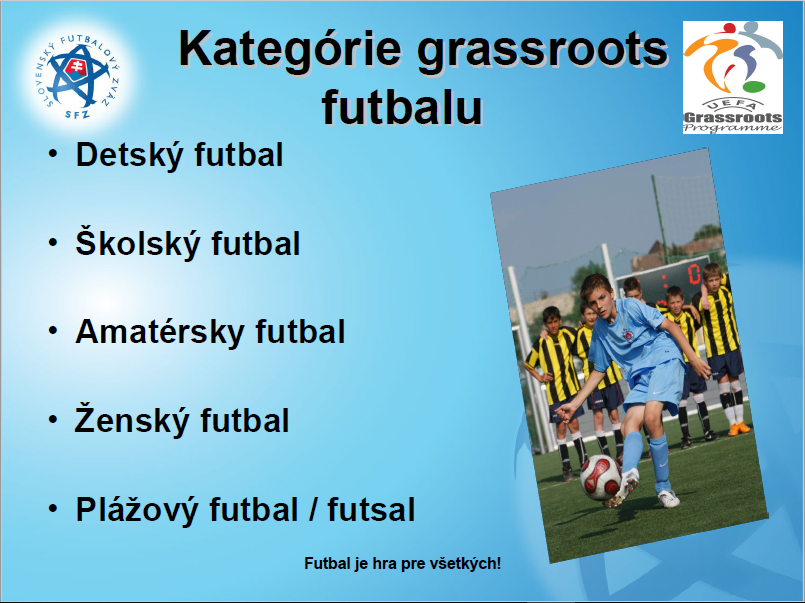 SLOVENSKÝ FUTBALOVÝ ZVÄZ
SFZ
Kategórie grassroots
futbalu
UEFA
Grassroots
Programme
• Detský futbal
• Školský futbal
• Amatérsky futbal
• Ženský futbal
• Plážový futbal / futsal
: 0
Futbal je hra pre všetkých!